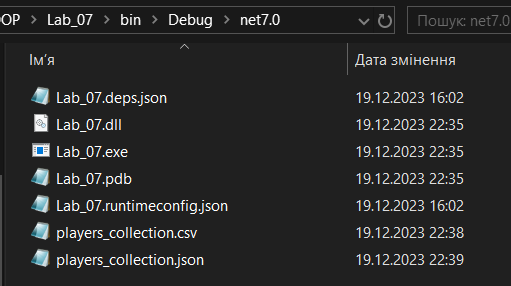 OOP > Lab_07 > bin > Debug > net7.0 Пошук: net7.0
Ім’я Дата змінення
Lab_07.deps.json 19.12.2023 16:02
Lab_07.dll 19.12.2023 22:35
Lab_07.exe 19.12.2023 22:35
Lab_07.pdb 19.12.2023 22:35
Lab_07.runtimeconfig.json 19.12.2023 16:02
players_collection.csv 19.12.2023 22:38
players_collection.json 19.12.2023 22:39